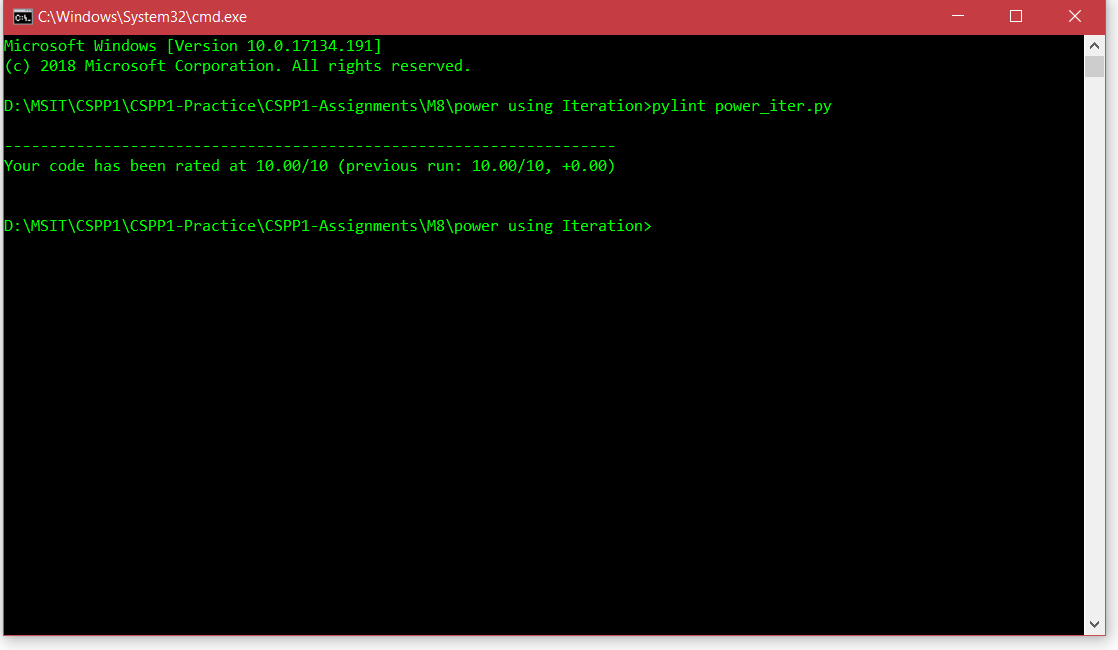 C:\Windows\System32\cmd.exe
Microsoft Windows [Version 10.0.17134.191]
(c) 2018 Microsoft Corporation. All rights reserved.
D:\MSIT\CSPP1\CSPP1-Practice\CSPP1-Assignments\M8\power using Iteration>pylint power_iter.py
--------------------------------------------------------------------
Your code has been rated at 10.00/10 (previous run: 10.00/10, +0.00)
D:\MSIT\CSPP1\CSPP1-Practice\CSPP1-Assignments\M8\power using Iteration>